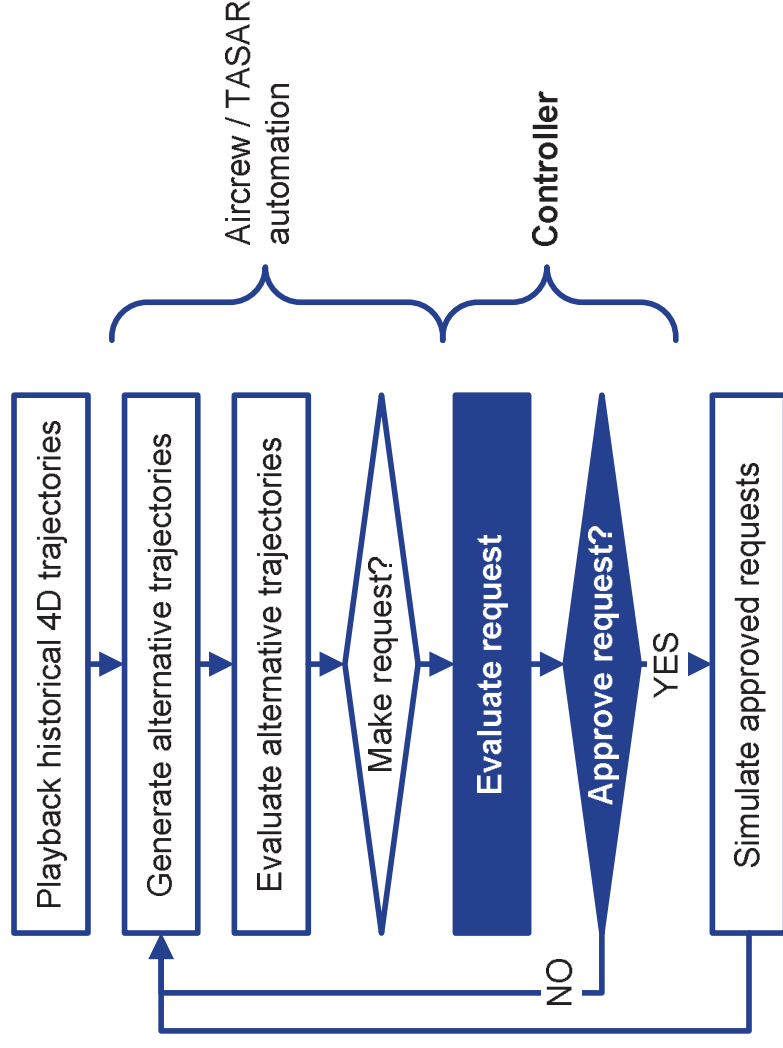 Playback historical 4D trajectories
Generate alternative trajectories
Evaluate alternative trajectories
Make request?
Evaluate request
Approve request?
NO
YES
Simulate approved requests
Aircrew / TASAR
automation
Controller